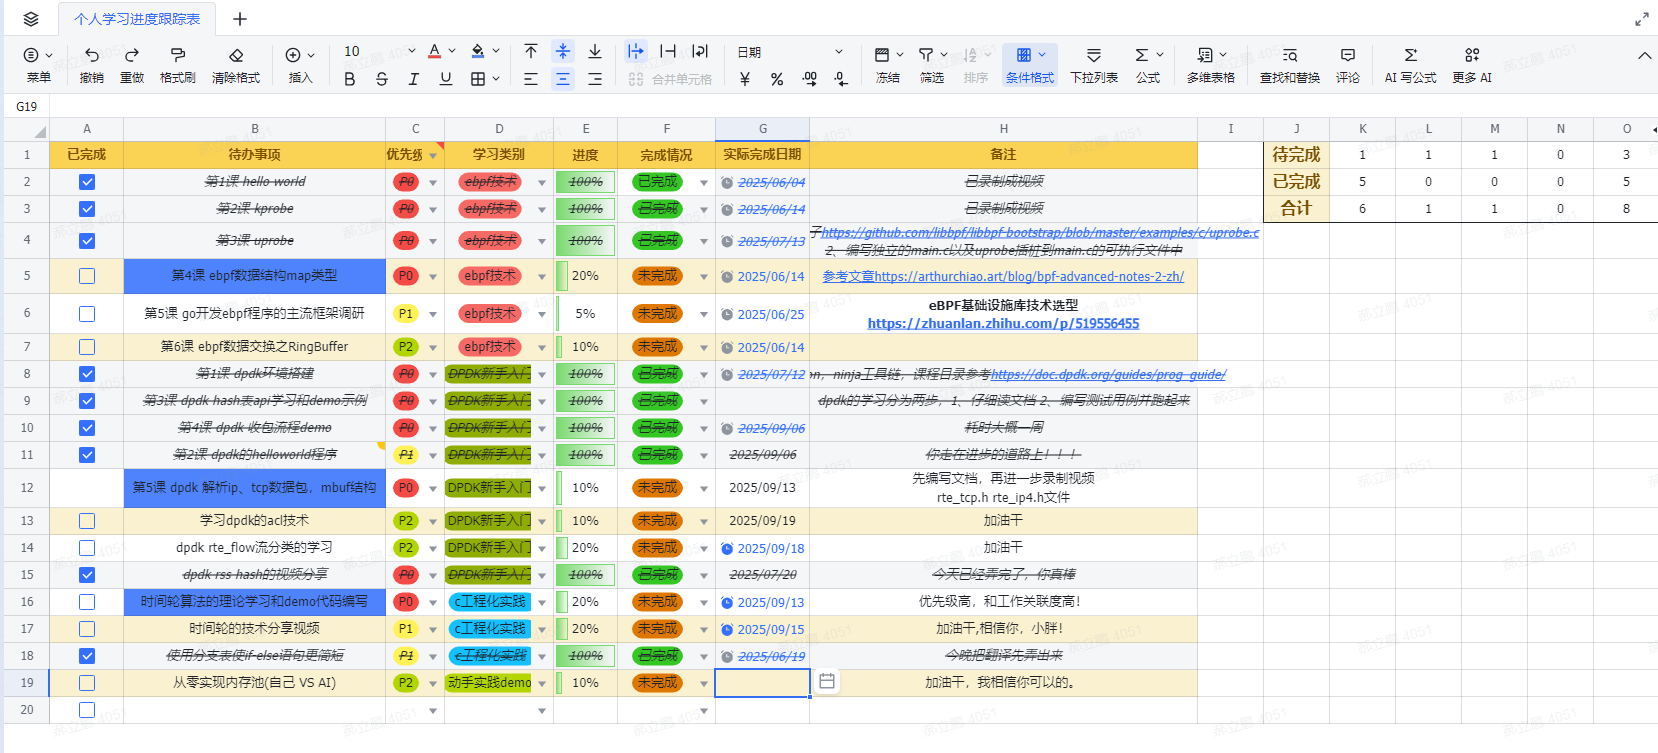 个人学习进度跟踪表
菜单 撤销 重做 格式刷 清除格式 插入 10 A B S I U 合并单元格 日期 ¥ % .00 .0 冻结 筛选 排序 条件格式 下拉列表 公式 多维表格 查找和替换 评论 AI 写公式 更多 AI
G19
A B C D E F G H I J K L M N O
1 已完成 待办事项 优先级 学习类别 进度 完成情况 实际完成日期 备注 待完成 1 1 1 0 3
2 第1课 hello world P0 ebpf技术 100% 已完成 2025/06/04 已录制成视频 已完成 5 0 0 0 5
3 第2课 kprobe P0 ebpf技术 100% 已完成 2025/06/14 已录制成视频 合计 6 1 1 0 8
4 第3课 uprobe P0 ebpf技术 100% 已完成 2025/07/13 子https://github.com/libbpf/libbpf-bootstrap/blob/master/examples/c/uprobe.c
2、编写独立的main.c以及uprobe插桩到main.c的可执行文件中
5 第4课 ebpf数据结构map类型 P0 ebpf技术 20% 未完成 2025/06/14 参考文章https://arthurchiao.art/blog/bpf-advanced-notes-2-zh/
6 第5课 go开发ebpf程序的主流框架调研 P1 ebpf技术 5% 未完成 2025/06/25 eBPF基础设施库技术选型
https://zhuanlan.zhihu.com/p/519556455
7 第6课 ebpf数据交换之RingBuffer P2 ebpf技术 10% 未完成 2025/06/14
8 第1课 dpdk环境搭建 P0 DPDK新手入门 100% 已完成 2025/07/12 on，ninja工具链，课程目录参考https://doc.dpdk.org/guides/prog_guide/
9 第3课 dpdk hash表api学习和demo示例 P0 DPDK新手入门 100% 已完成 dpdk的学习分为两步，1、仔细读文档 2、编写测试用例并跑起来
10 第4课 dpdk 收包流程demo P0 DPDK新手入门 100% 已完成 2025/09/06 耗时大概一周
11 第2课 dpdk的helloworld程序 P1 DPDK新手入门 100% 已完成 2025/09/06 你走在进步的道路上！！！
12 第5课 dpdk 解析ip、tcp数据包，mbuf结构 P0 DPDK新手入门 10% 未完成 2025/09/13 先编写文档，再进一步录制视频
rte_tcp.h rte_ip4.h文件
13 学习dpdk的acl技术 P2 DPDK新手入门 10% 未完成 2025/09/19 加油干
14 dpdk rte_flow流分类的学习 P2 DPDK新手入门 20% 未完成 2025/09/18 加油干
15 dpdk rss hash的视频分享 P0 DPDK新手入门 100% 已完成 2025/07/20 今天已经弄完了，你真棒
16 时间轮算法的理论学习和demo代码编写 P0 c工程化实践 20% 未完成 2025/09/13 优先级高，和工作关联度高！
17 时间轮的技术分享视频 P1 c工程化实践 20% 未完成 2025/09/15 加油干,相信你，小胖！
18 使用分支表使if-else语句更简短 P1 c工程化实践 100% 已完成 2025/06/19 今晚把翻译先弄出来
19 从零实现内存池(自己 VS AI) P2 动手实践demo 10% 未完成 加油干，我相信你可以的。
20